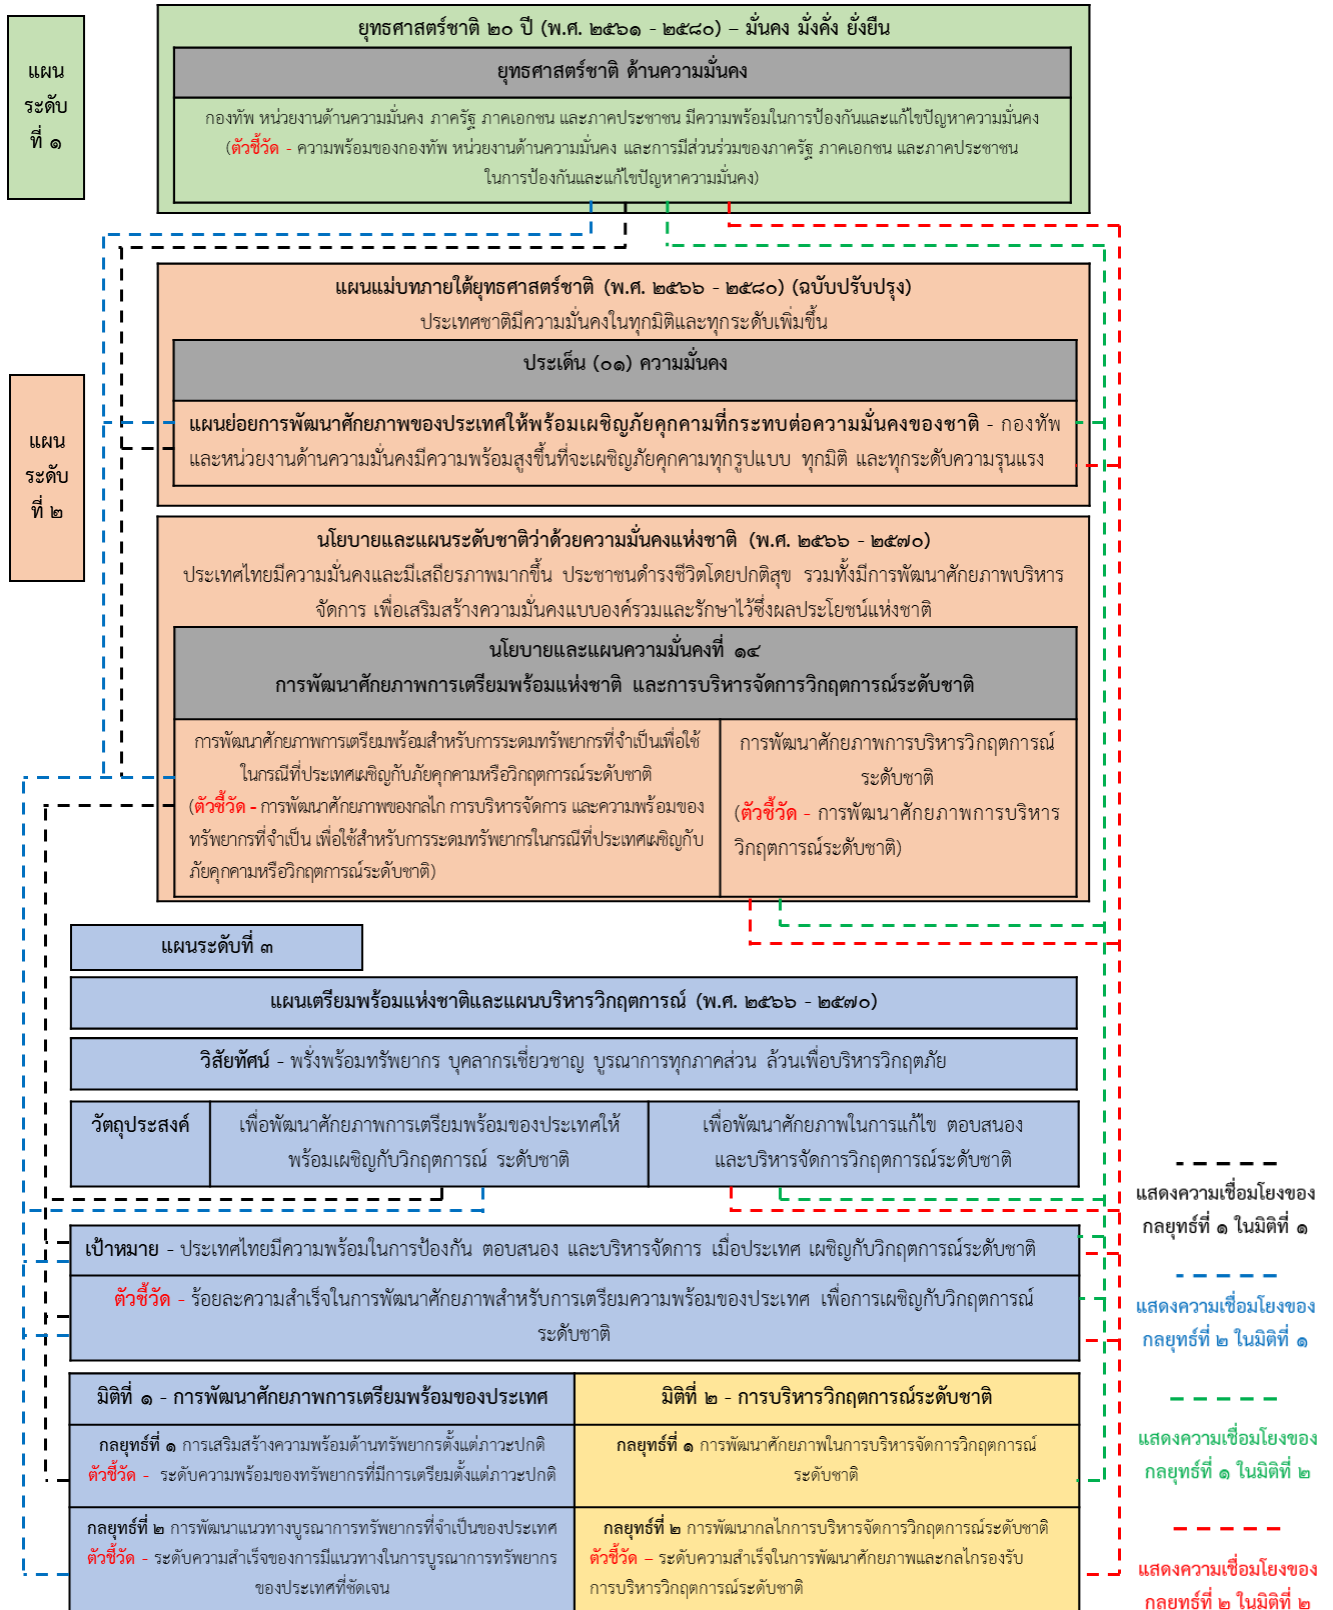 แผน
ระดับ
ที่ ๑
ยุทธศาสตร์ชาติ ๒๐ ปี (พ.ศ. ๒๕๖๑ - ๒๕๘๐) – มั่นคง มั่งคั่ง ยั่งยืน
ยุทธศาสตร์ชาติ ด้านความมั่นคง
กองทัพ หน่วยงานด้านความมั่นคง ภาครัฐ ภาคเอกชน และภาคประชาชน มีความพร้อมในการป้องกันและแก้ไขปัญหาความมั่นคง
(ตัวชี้วัด - ความพร้อมของกองทัพ หน่วยงานด้านความมั่นคง และการมีส่วนร่วมของภาครัฐ ภาคเอกชน และภาคประชาชน
ในการป้องกันและแก้ไขปัญหาความมั่นคง)
แผน
ระดับ
ที่ ๒
แผนแม่บทภายใต้ยุทธศาสตร์ชาติ (พ.ศ. ๒๕๖๖ - ๒๕๘๐) (ฉบับปรับปรุง)
ประเทศชาติมีความมั่นคงในทุกมิติและทุกระดับเพิ่มขึ้น
ประเด็น (๐๑) ความมั่นคง
แผนย่อยการพัฒนาศักยภาพของประเทศให้พร้อมเผชิญภัยคุกคามที่กระทบต่อความมั่นคงของชาติ - กองทัพ
และหน่วยงานด้านความมั่นคงมีความพร้อมสูงขึ้นที่จะเผชิญภัยคุกคามทุกรูปแบบ ทุกมิติ และทุกระดับความรุนแรง
นโยบายและแผนระดับชาติว่าด้วยความมั่นคงแห่งชาติ (พ.ศ. ๒๕๖๖ - ๒๕๗๐)
ประเทศไทยมีความมั่นคงและมีเสถียรภาพมากขึ้น ประชาชนดำรงชีวิตโดยปกติสุข รวมทั้งมีการพัฒนาศักยภาพบริหาร
จัดการ เพื่อเสริมสร้างความมั่นคงแบบองค์รวมและรักษาไว้ซึ่งผลประโยชน์แห่งชาติ
นโยบายและแผนความมั่นคงที่ ๑๔
การพัฒนาศักยภาพการเตรียมพร้อมแห่งชาติ และการบริหารจัดการวิกฤตการณ์ระดับชาติ
การพัฒนาศักยภาพการเตรียมพร้อมสำหรับการระดมทรัพยากรที่จำเป็นเพื่อใช้
ในกรณีที่ประเทศเผชิญกับภัยคุกคามหรือวิกฤตการณ์ระดับชาติ
(ตัวชี้วัด - การพัฒนาศักยภาพของกลไก การบริหารจัดการ และความพร้อมของ
ทรัพยากรที่จำเป็น เพื่อใช้สำหรับการระดมทรัพยากรในกรณีที่ประเทศเผชิญกับ
ภัยคุกคามหรือวิกฤตการณ์ระดับชาติ)
การพัฒนาศักยภาพการบริหารวิกฤตการณ์
ระดับชาติ
(ตัวชี้วัด - การพัฒนาศักยภาพการบริหาร
วิกฤตการณ์ระดับชาติ)
แผนระดับที่ ๓
แผนเตรียมพร้อมแห่งชาติและแผนบริหารวิกฤตการณ์ (พ.ศ. ๒๕๖๖ - ๒๕๗๐)
วิสัยทัศน์ - พรั่งพร้อมทรัพยากร บุคลากรเชี่ยวชาญ บูรณาการทุกภาคส่วน ล้วนเพื่อบริหารวิกฤตภัย
วัตถุประสงค์
เพื่อพัฒนาศักยภาพการเตรียมพร้อมของประเทศให้
พร้อมเผชิญกับวิกฤตการณ์ ระดับชาติ
เพื่อพัฒนาศักยภาพในการแก้ไข ตอบสนอง
และบริหารจัดการวิกฤตการณ์ระดับชาติ
เป้าหมาย - ประเทศไทยมีความพร้อมในการป้องกัน ตอบสนอง และบริหารจัดการ เมื่อประเทศ เผชิญกับวิกฤตการณ์ระดับชาติ
ตัวชี้วัด - ร้อยละความสำเร็จในการพัฒนาศักยภาพสำหรับการเตรียมความพร้อมของประเทศ เพื่อการเผชิญกับวิกฤตการณ์
ระดับชาติ
มิติที่ ๑ - การพัฒนาศักยภาพการเตรียมพร้อมของประเทศ
มิติที่ ๒ - การบริหารวิกฤตการณ์ระดับชาติ
กลยุทธ์ที่ ๑ การเสริมสร้างความพร้อมด้านทรัพยากรตั้งแต่ภาวะปกติ
ตัวชี้วัด - ระดับความพร้อมของทรัพยากรที่มีการเตรียมตั้งแต่ภาวะปกติ
กลยุทธ์ที่ ๑ การพัฒนาศักยภาพในการบริหารจัดการวิกฤตการณ์
ระดับชาติ
กลยุทธ์ที่ ๒ การพัฒนาแนวทางบูรณาการทรัพยากรที่จำเป็นของประเทศ
ตัวชี้วัด - ระดับความสำเร็จของการมีแนวทางในการบูรณาการทรัพยากร
ของประเทศที่ชัดเจน
กลยุทธ์ที่ ๒ การพัฒนากลไกการบริหารจัดการวิกฤตการณ์ระดับชาติ
ตัวชี้วัด – ระดับความสำเร็จในการพัฒนาศักยภาพและกลไกรองรับ
การบริหารวิกฤตการณ์ระดับชาติ
แสดงความเชื่อมโยงของ
กลยุทธ์ที่ ๑ ในมิติที่ ๑
แสดงความเชื่อมโยงของ
กลยุทธ์ที่ ๒ ในมิติที่ ๑
แสดงความเชื่อมโยงของ
กลยุทธ์ที่ ๑ ในมิติที่ ๒
แสดงความเชื่อมโยงของ
กลยุทธ์ที่ ๒ ในมิติที่ ๒